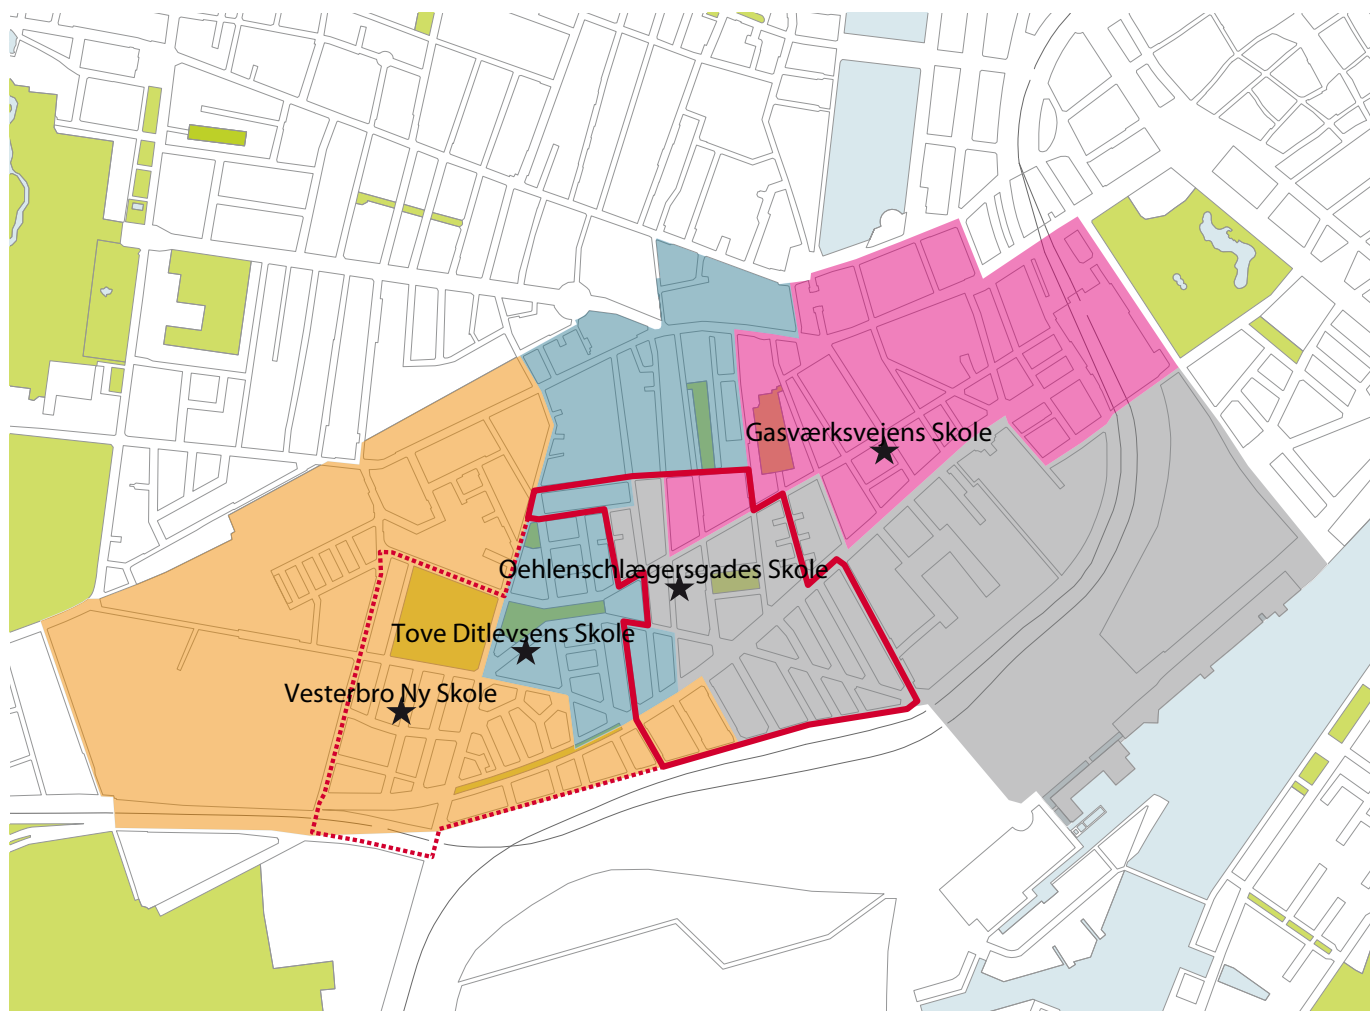 Gasværksvejens Skole
Oehlenschlægersgades Skole
Tove Ditlevsens Skole
Vesterbro Ny Skole